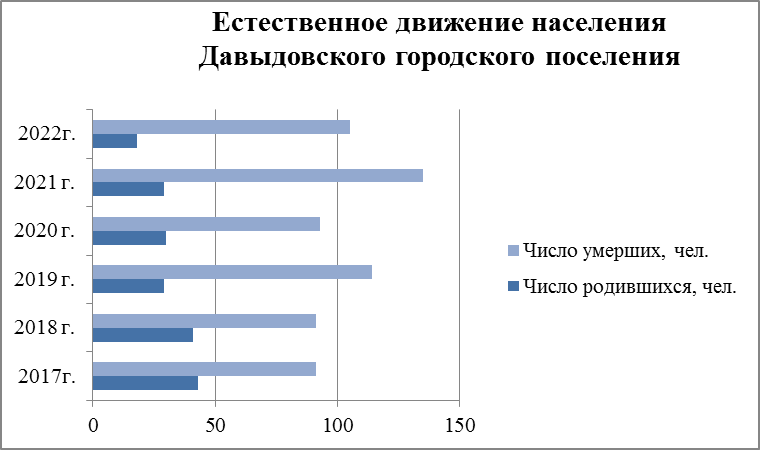 Естественное движение населения
Давыдовского городского поселения
2022г.
2021 г.
2020 г.
2019 г.
2018 г.
2017г.
0 50 100 150
Число умерших, чел.
Число родившихся, чел.